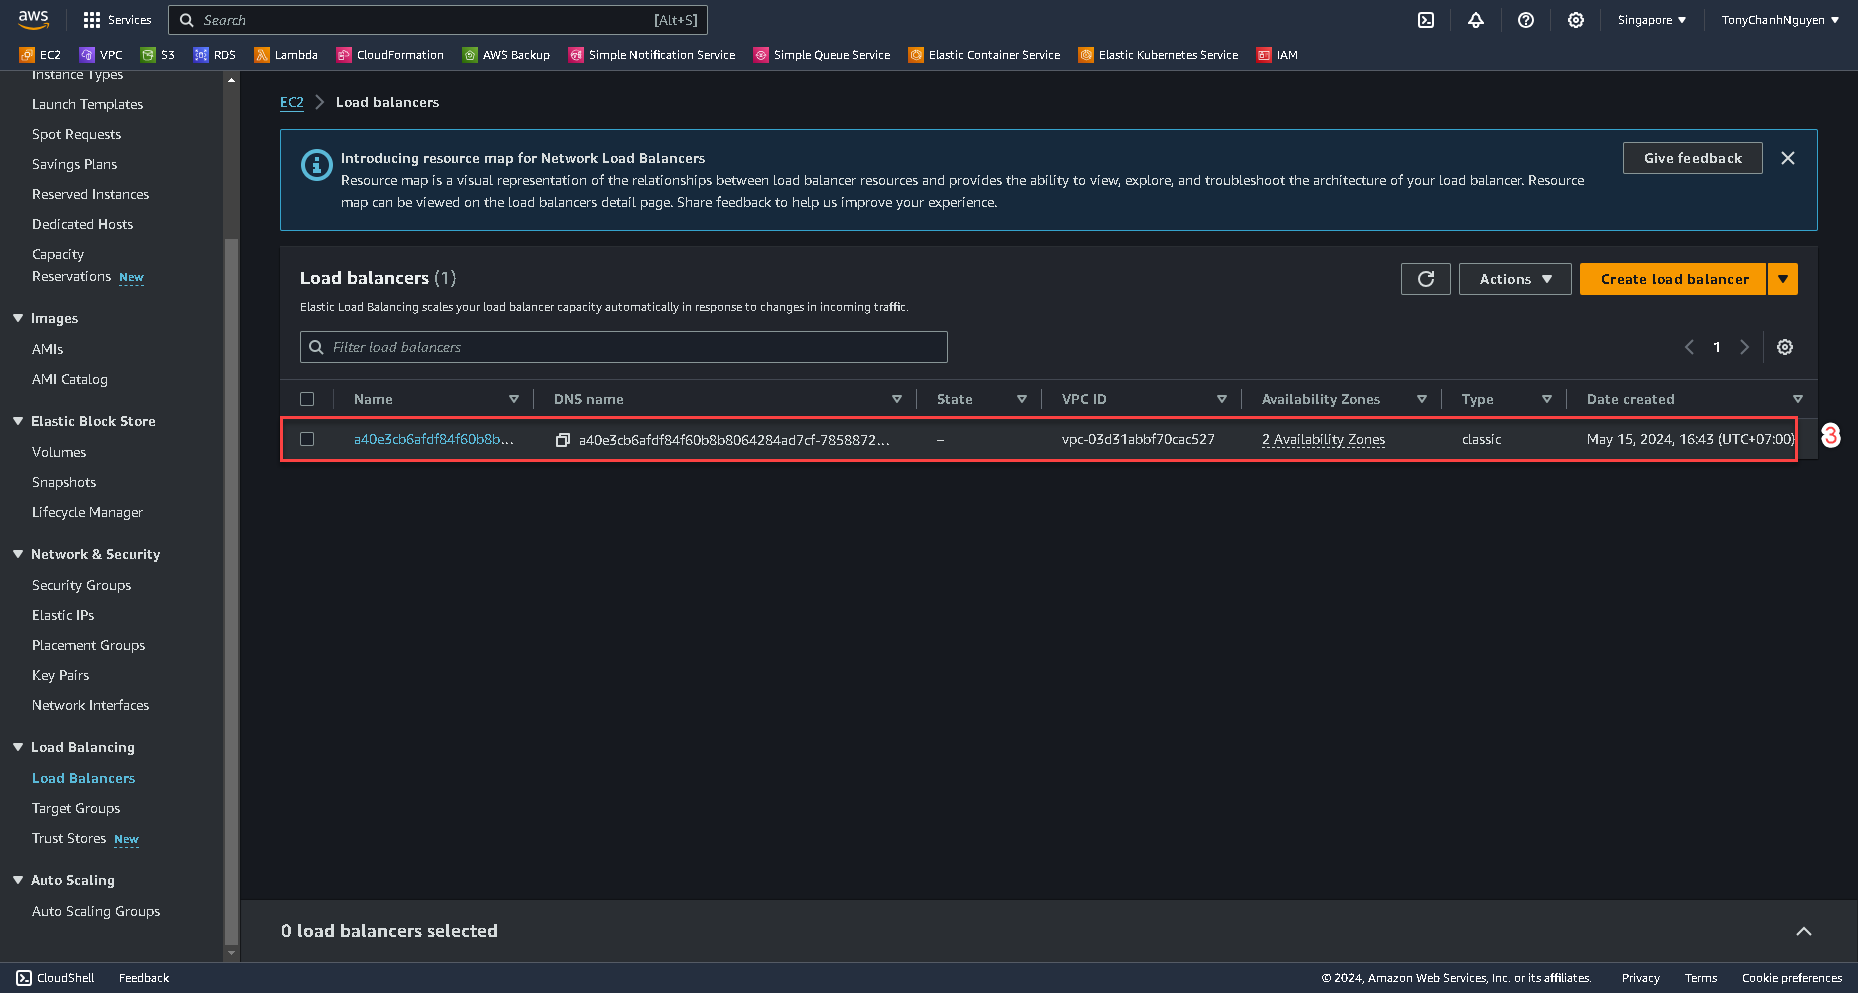 aws
Services
Search
[Alt+S]
Singapore
TonyChanhNguyen
EC2
VPC
S3
RDS
Lambda
CloudFormation
AWS Backup
Simple Notification Service
Simple Queue Service
Elastic Container Service
Elastic Kubernetes Service
IAM
Instance Types
Launch Templates
Spot Requests
Savings Plans
Reserved Instances
Dedicated Hosts
Capacity
Reservations New
Images
AMIs
AMI Catalog
Elastic Block Store
Volumes
Snapshots
Lifecycle Manager
Network & Security
Security Groups
Elastic IPs
Placement Groups
Key Pairs
Network Interfaces
Load Balancing
Load Balancers
Target Groups
Trust Stores New
Auto Scaling
Auto Scaling Groups
EC2 > Load balancers
Introducing resource map for Network Load Balancers
Resource map is a visual representation of the relationships between load balancer resources and provides the ability to view, explore, and troubleshoot the architecture of your load balancer. Resource
map can be viewed on the load balancers detail page. Share feedback to help us improve your experience.
Give feedback
Load balancers (1)
Elastic Load Balancing scales your load balancer capacity automatically in response to changes in incoming traffic.
Actions
Create load balancer
Filter load balancers
1
Name
DNS name
State
VPC ID
Availability Zones
Type
Date created
a40e3cb6afdf84f60b8b...
a40e3cb6afdf84f60b8b8064284ad7cf-7858872...
–
vpc-03d31abbf70cac527
2 Availability Zones
classic
May 15, 2024, 16:43 (UTC+07:00)
3
0 load balancers selected
CloudShell
Feedback
© 2024, Amazon Web Services, Inc. or its affiliates.
Privacy
Terms
Cookie preferences